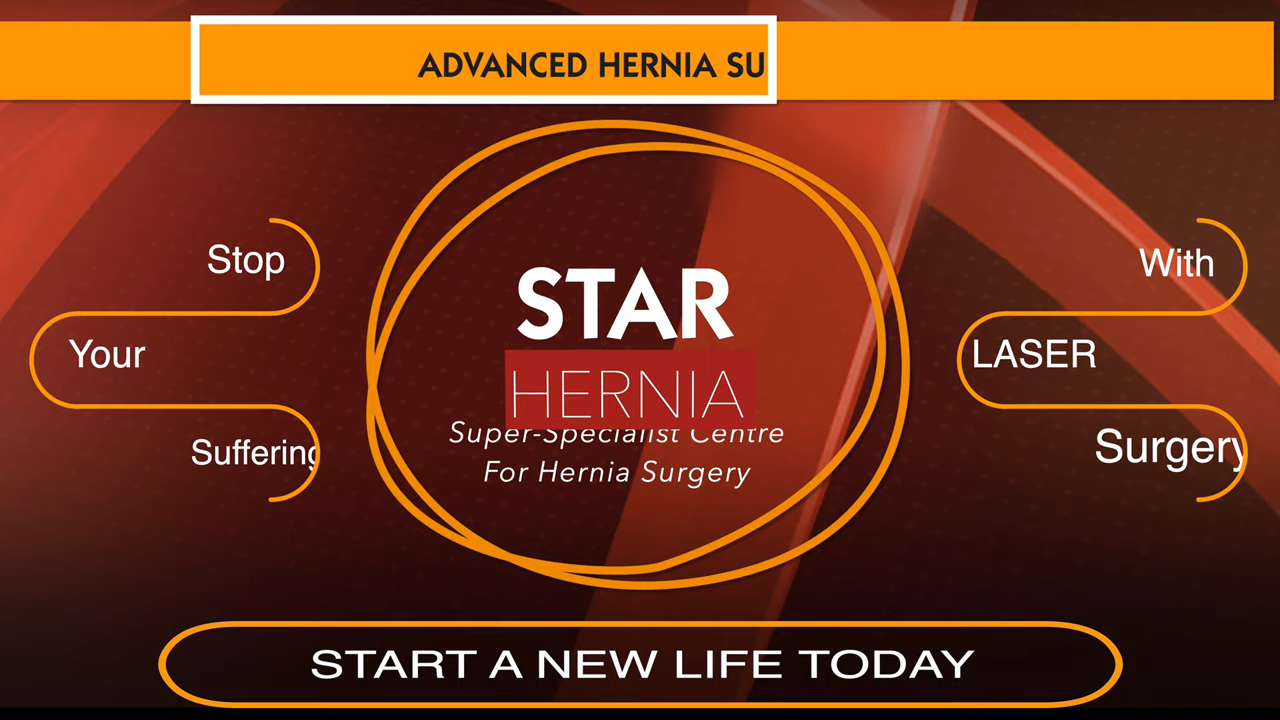 ADVANCED HERNIA SU
Stop
Your
Suffering
STAR
HERNIA
Super-Specialist Centre
For Hernia Surgery
With
LASER
Surgery
START A NEW LIFE TODAY